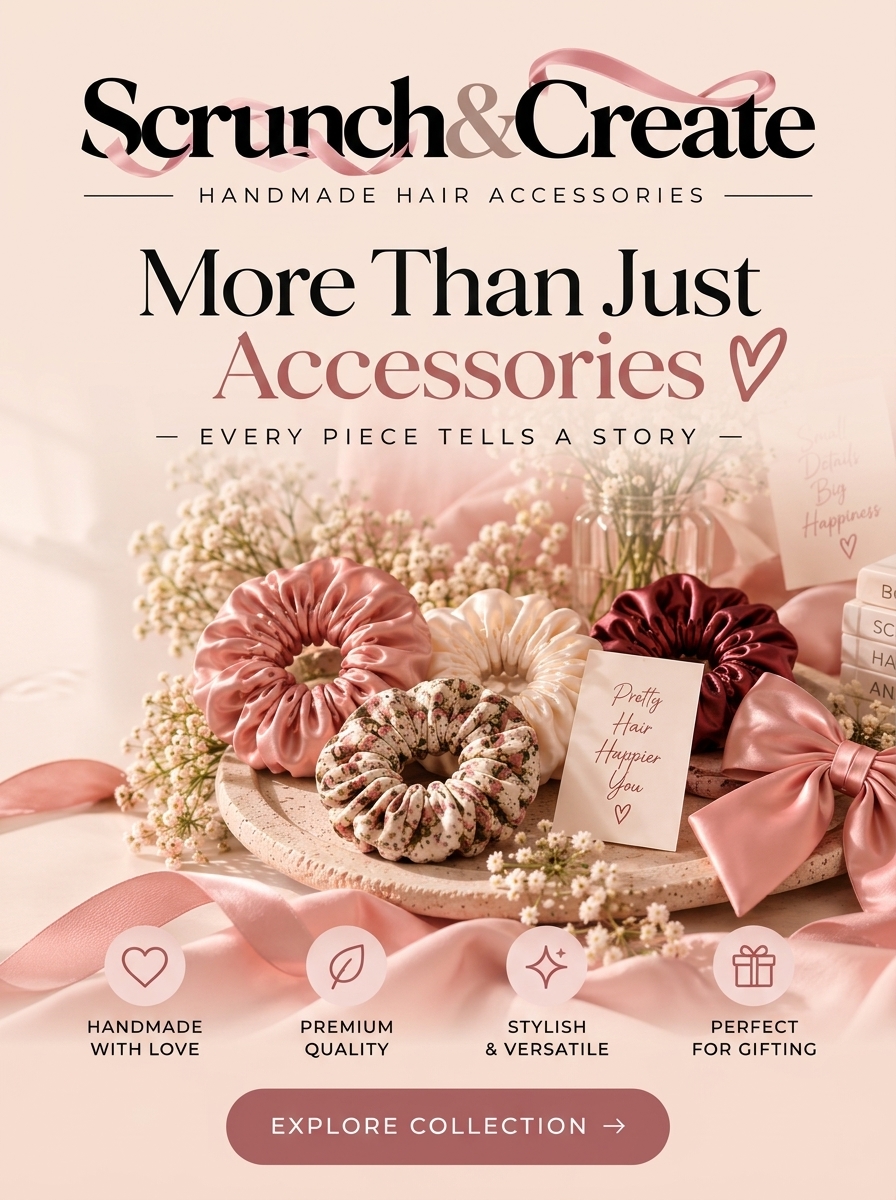 Scrunch&Create
HANDMADE HAIR ACCESSORIES
More Than Just
Accessories
— EVERY PIECE TELLS A STORY —
Small
Details
Big
Happiness
Pretty
Hair
Happier
You
HANDMADE
WITH LOVE
PREMIUM
QUALITY
STYLISH
& VERSATILE
PERFECT
FOR GIFTING
EXPLORE COLLECTION →